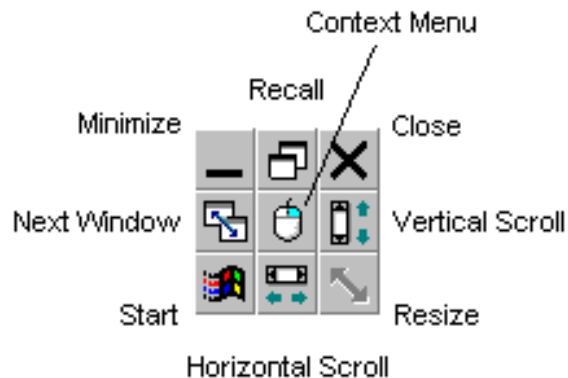 Context Menu
Recall
Minimize
Close
Next Window
Vertical Scroll
Start
Resize
Horizontal Scroll